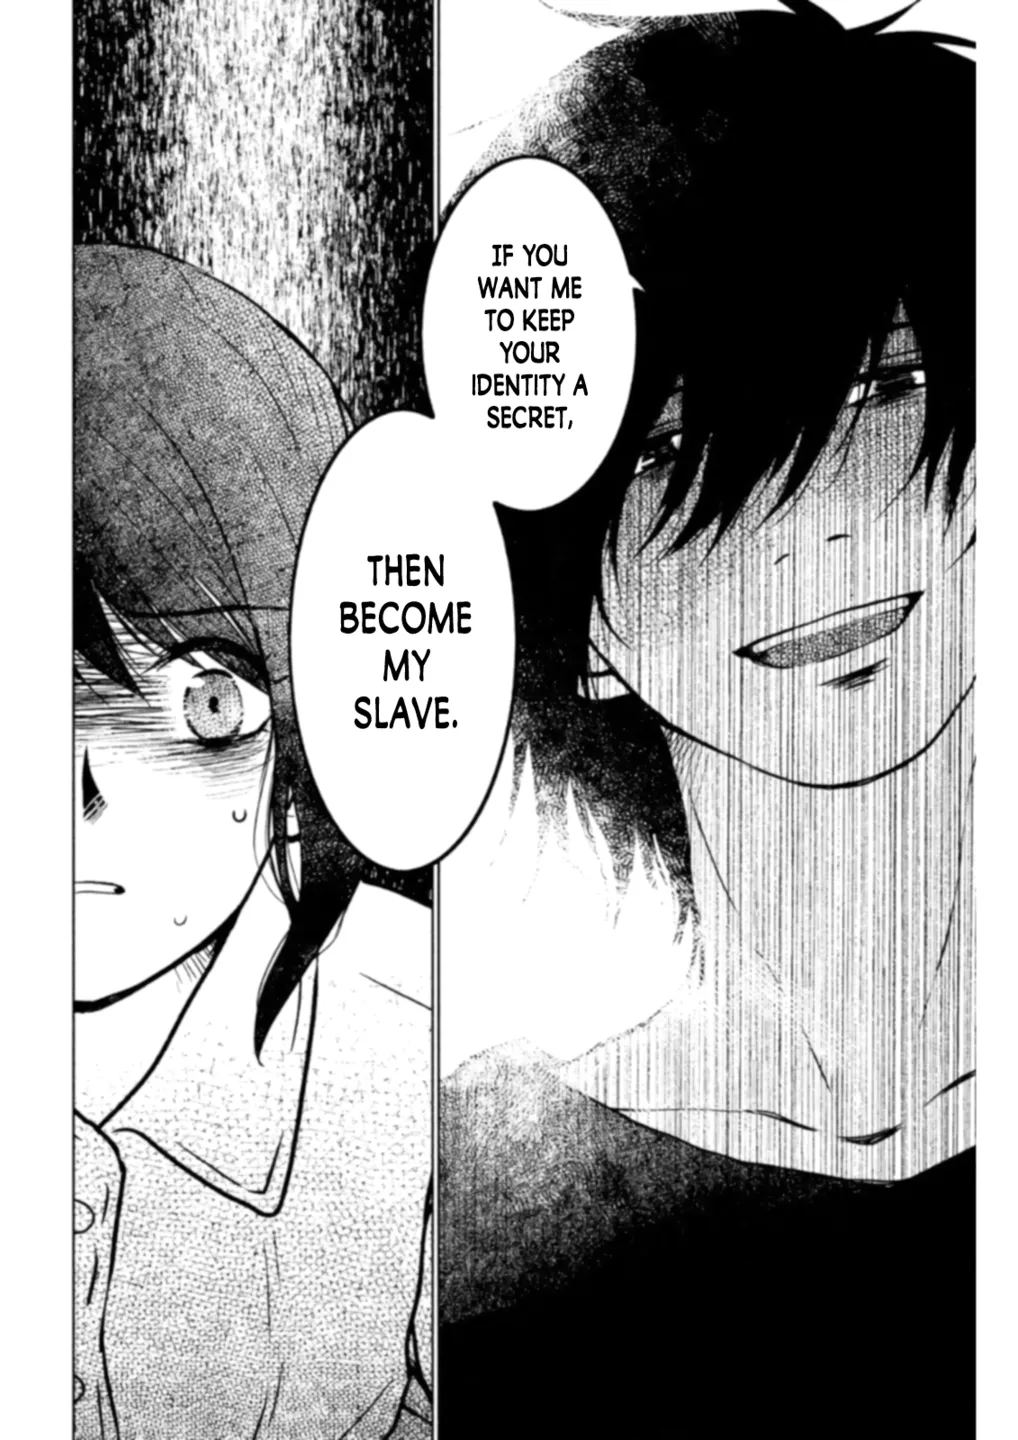 IF YOU
WANT ME
TO KEEP
YOUR
IDENTITY A
SECRET,
THEN
BECOME
MY
SLAVE.